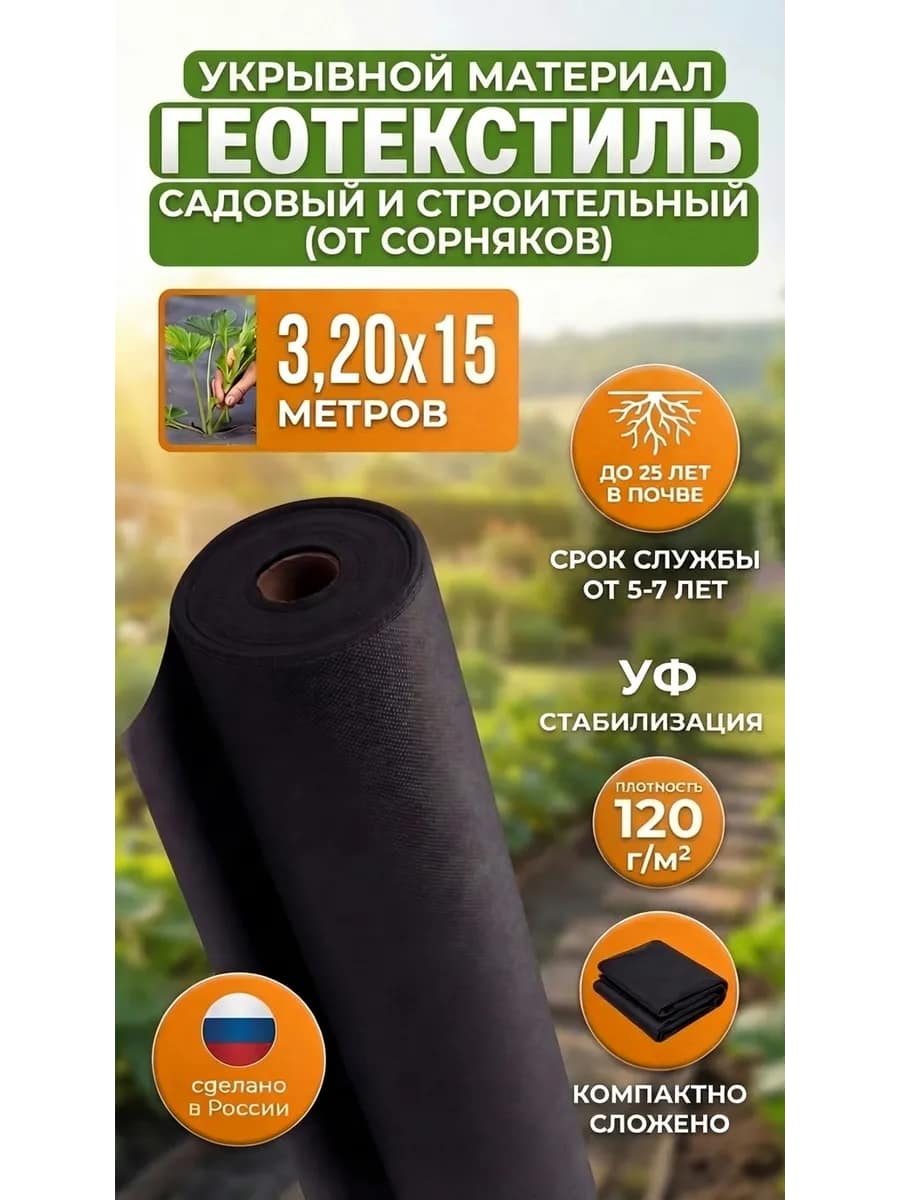 УКРЫВНОЙ МАТЕРИАЛ
ГЕОТЕКСТИЛЬ
САДОВЫЙ И СТРОИТЕЛЬНЫЙ
(ОТ СОРНЯКОВ)
3,20х15
МЕТРОВ
ДО 25 ЛЕТ
В ПОЧВЕ
СРОК СЛУЖБЫ
ОТ 5-7 ЛЕТ
УФ
СТАБИЛИЗАЦИЯ
ПЛОТНОСТЬ
120
г/м²
КОМПАКТНО
СЛОЖЕНО
сделано
в России